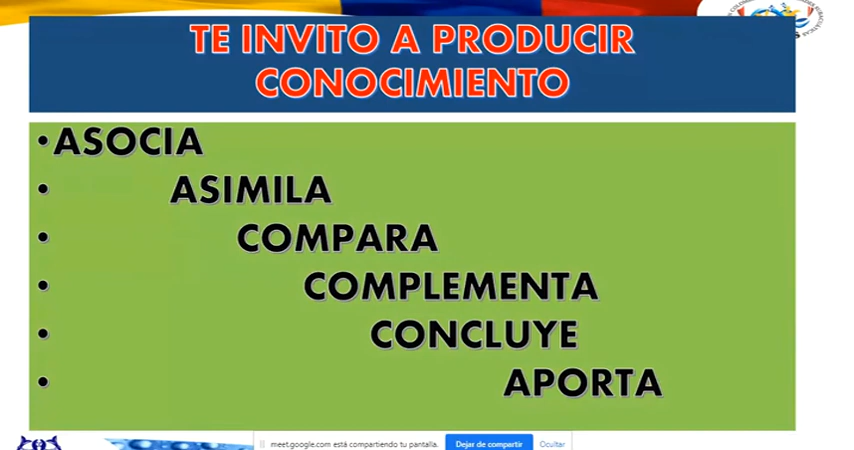 TE INVITO A PRODUCIR
CONOCIMIENTO
•ASOCIA
• ASIMILA
• COMPARA
• COMPLEMENTA
• CONCLUYE
• APORTA
meet.google.com está compartiendo tu pantalla. Dejar de compartir Ocultar